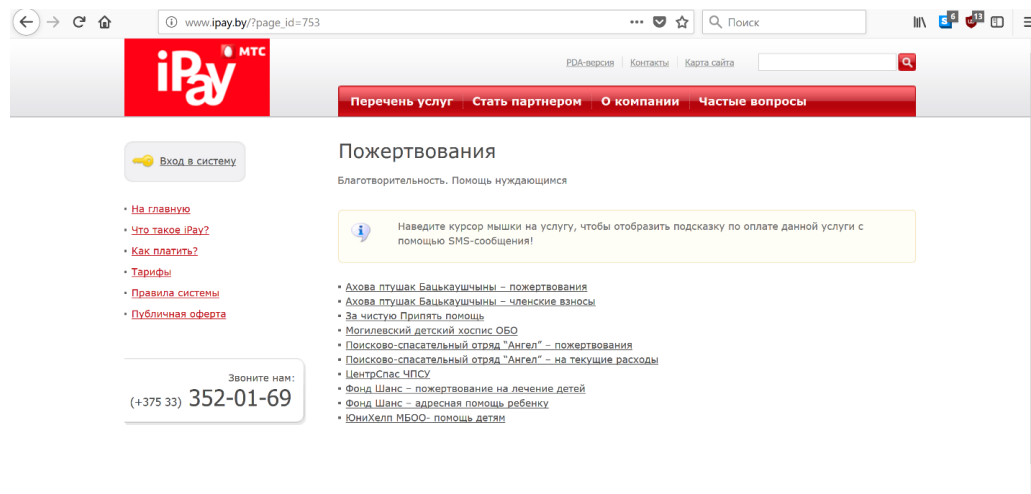 www.ipay.by/?page_id=753
Поиск
6
13
iPay МТС
PDA-версия Контакты Карта сайта
Перечень услуг Стать партнером О компании Частые вопросы
Вход в систему
На главную
Что такое iPay?
Как платить?
Тарифы
Правила системы
Публичная оферта
Звоните нам:
(+375 33) 352-01-69
Пожертвования
Благотворительность. Помощь нуждающимся
Наведите курсор мышки на услугу, чтобы отобразить подсказку по оплате данной услуги с
помощью SMS-сообщения!
Ахова птушак Бацькаушчыны – пожертвования
Ахова птушак Бацькаушчыны – членские взносы
За чистую Припять помощь
Могилевский детский хоспис ОБО
Поисково-спасательный отряд “Ангел” – пожертвования
Поисково-спасательный отряд “Ангел” – на текущие расходы
ЦентрСпас ЧПСУ
Фонд Шанс – пожертвование на лечение детей
Фонд Шанс – адресная помощь ребенку
ЮниХелп МБОО- помощь детям